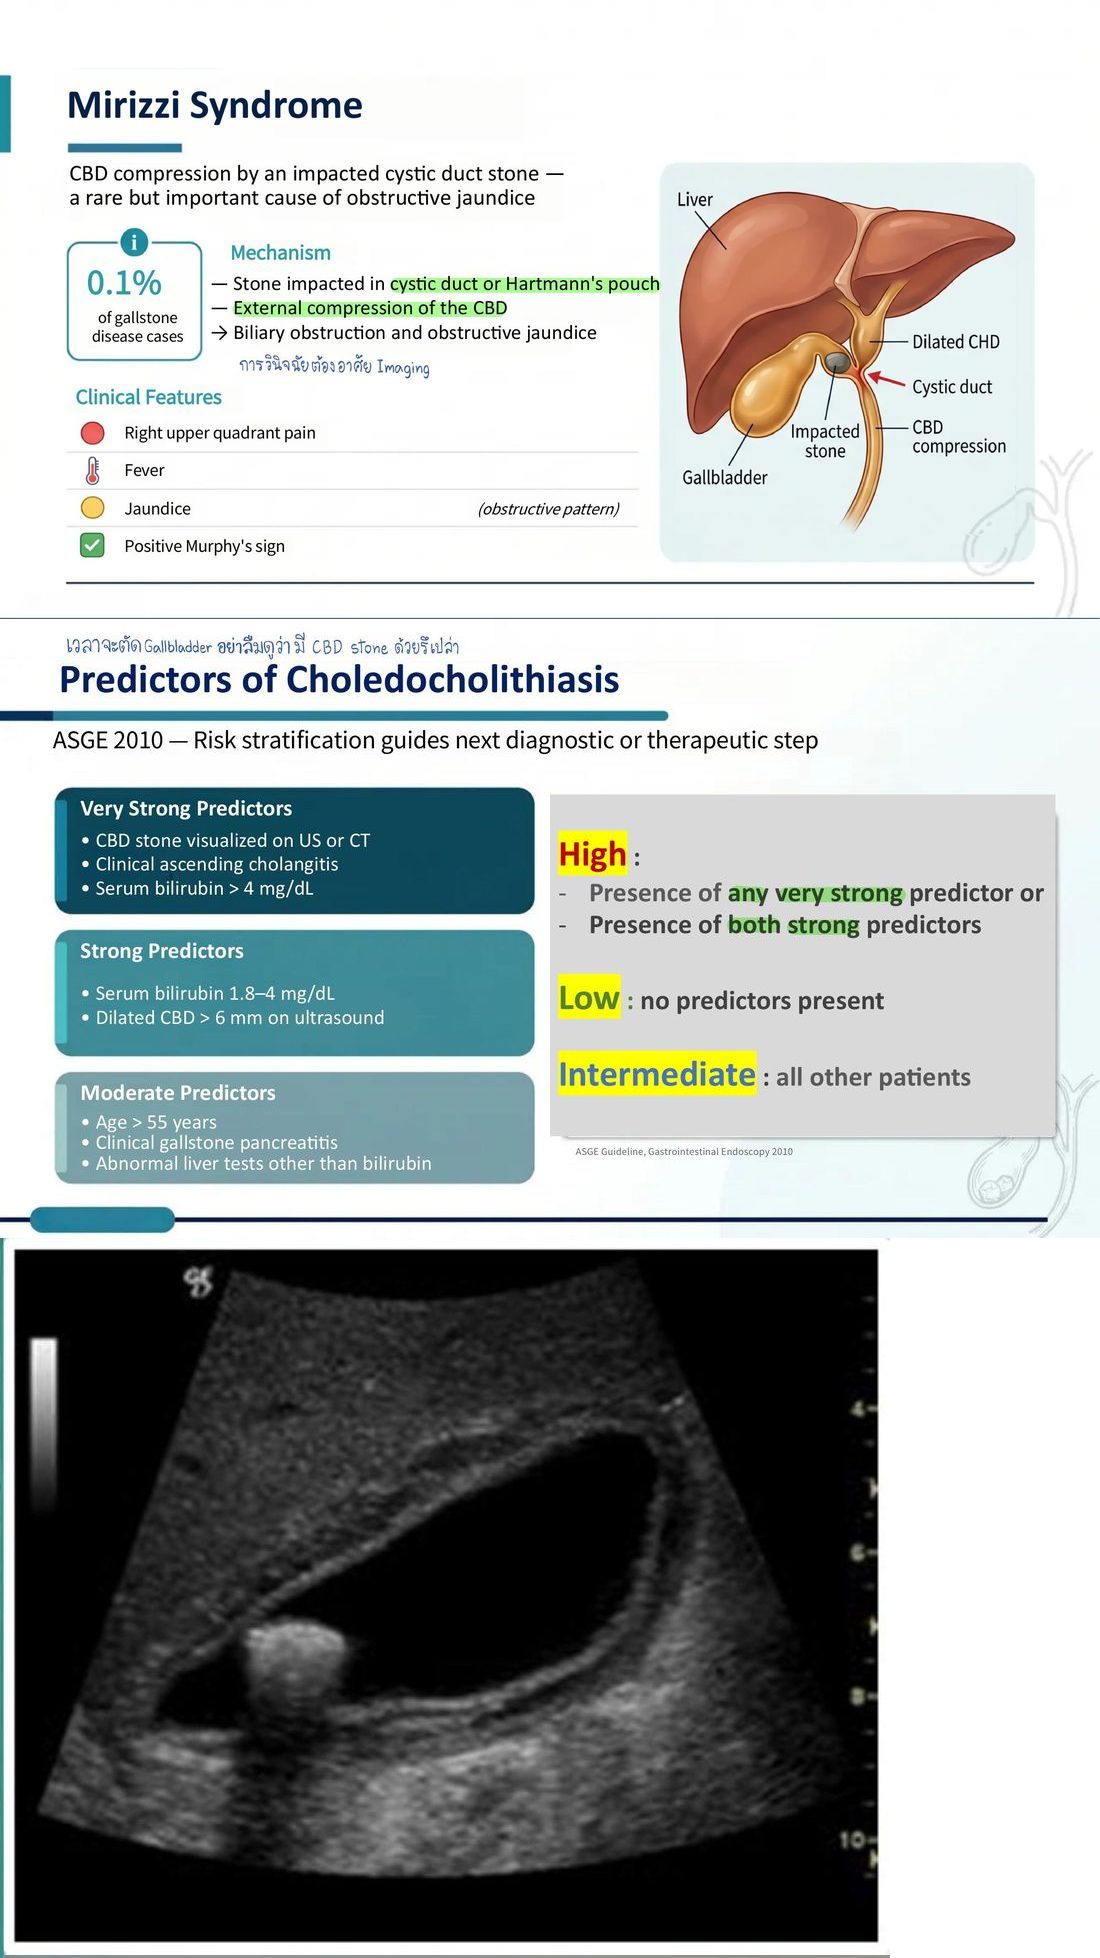 Mirizzi Syndrome
CBD compression by an impacted cystic duct stone —
a rare but important cause of obstructive jaundice
i
0.1%
of gallstone
disease cases
Mechanism
— Stone impacted in cystic duct or Hartmann's pouch
— External compression of the CBD
→ Biliary obstruction and obstructive jaundice
การวินิจฉัยต้องอาศัย Imaging
Clinical Features
Right upper quadrant pain
Fever
Jaundice (obstructive pattern)
Positive Murphy's sign
Liver
Dilated CHD
Cystic duct
Impacted
stone
CBD
compression
Gallbladder
เวลาจะตัด Gallbladder อย่าลืมดูว่ามี CBD stone ด้วยรึเปล่า
Predictors of Choledocholithiasis
ASGE 2010 — Risk stratification guides next diagnostic or therapeutic step
Very Strong Predictors
• CBD stone visualized on US or CT
• Clinical ascending cholangitis
• Serum bilirubin > 4 mg/dL
Strong Predictors
• Serum bilirubin 1.8–4 mg/dL
• Dilated CBD > 6 mm on ultrasound
Moderate Predictors
• Age > 55 years
• Clinical gallstone pancreatitis
• Abnormal liver tests other than bilirubin
High :
- Presence of any very strong predictor or
- Presence of both strong predictors
Low : no predictors present
Intermediate : all other patients
ASGE Guideline, Gastrointestinal Endoscopy 2010
4
6
8
10